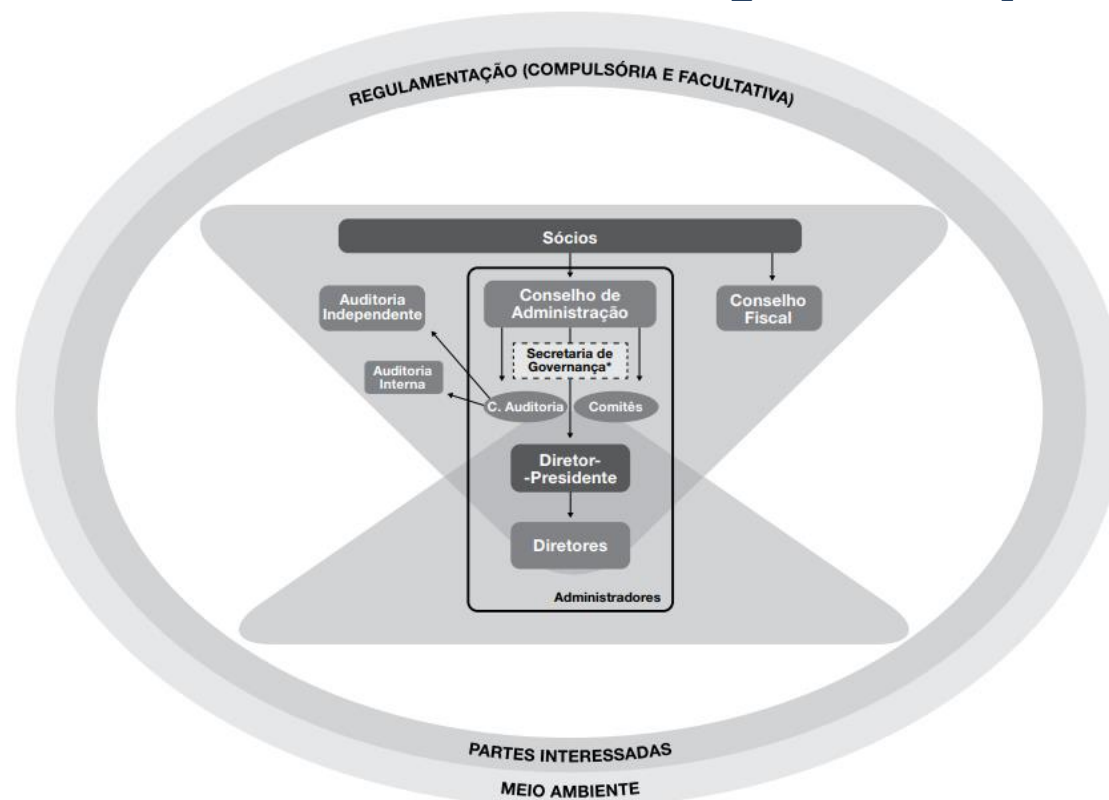 REGULAMENTAÇÃO (COMPULSÓRIA E FACULTATIVA)
Sócios
Auditoria
Independente
Conselho de
Administração
Conselho
Fiscal
Secretaria de
Governança*
Auditoria
Interna
C. Auditoria
Comitês
Diretor-
-Presidente
Diretores
Administradores
PARTES INTERESSADAS
MEIO AMBIENTE